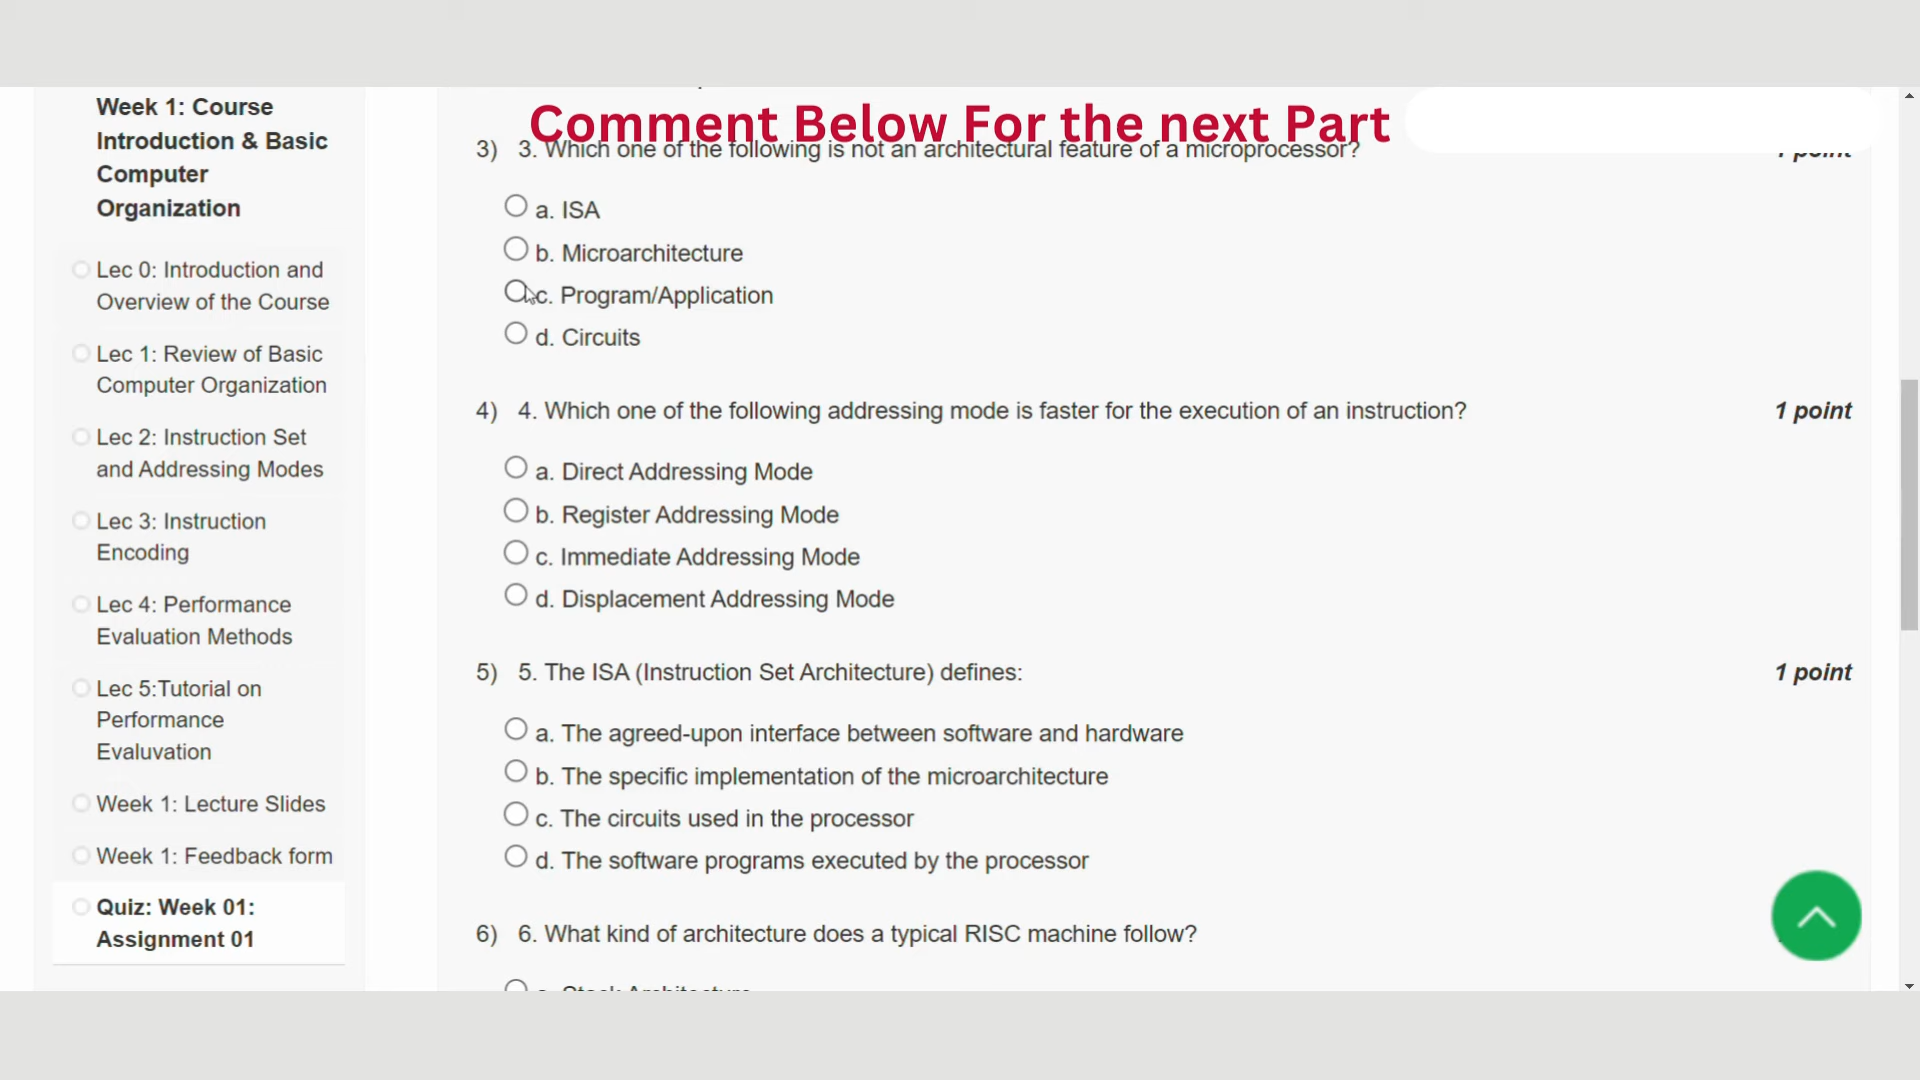 Week 1: Course
Introduction & Basic
Computer
Organization
Lec 0: Introduction and
Overview of the Course
Lec 1: Review of Basic
Computer Organization
Lec 2: Instruction Set
and Addressing Modes
Lec 3: Instruction
Encoding
Lec 4: Performance
Evaluation Methods
Lec 5:Tutorial on
Performance
Evaluvation
Week 1: Lecture Slides
Week 1: Feedback form
Quiz: Week 01:
Assignment 01
Comment Below For the next Part
3) 3. Which one of the following is not an architectural feature of a microprocessor? 1 point
a. ISA
b. Microarchitecture
c. Program/Application
d. Circuits
4) 4. Which one of the following addressing mode is faster for the execution of an instruction? 1 point
a. Direct Addressing Mode
b. Register Addressing Mode
c. Immediate Addressing Mode
d. Displacement Addressing Mode
5) 5. The ISA (Instruction Set Architecture) defines: 1 point
a. The agreed-upon interface between software and hardware
b. The specific implementation of the microarchitecture
c. The circuits used in the processor
d. The software programs executed by the processor
6) 6. What kind of architecture does a typical RISC machine follow?
a. Stack Architecture